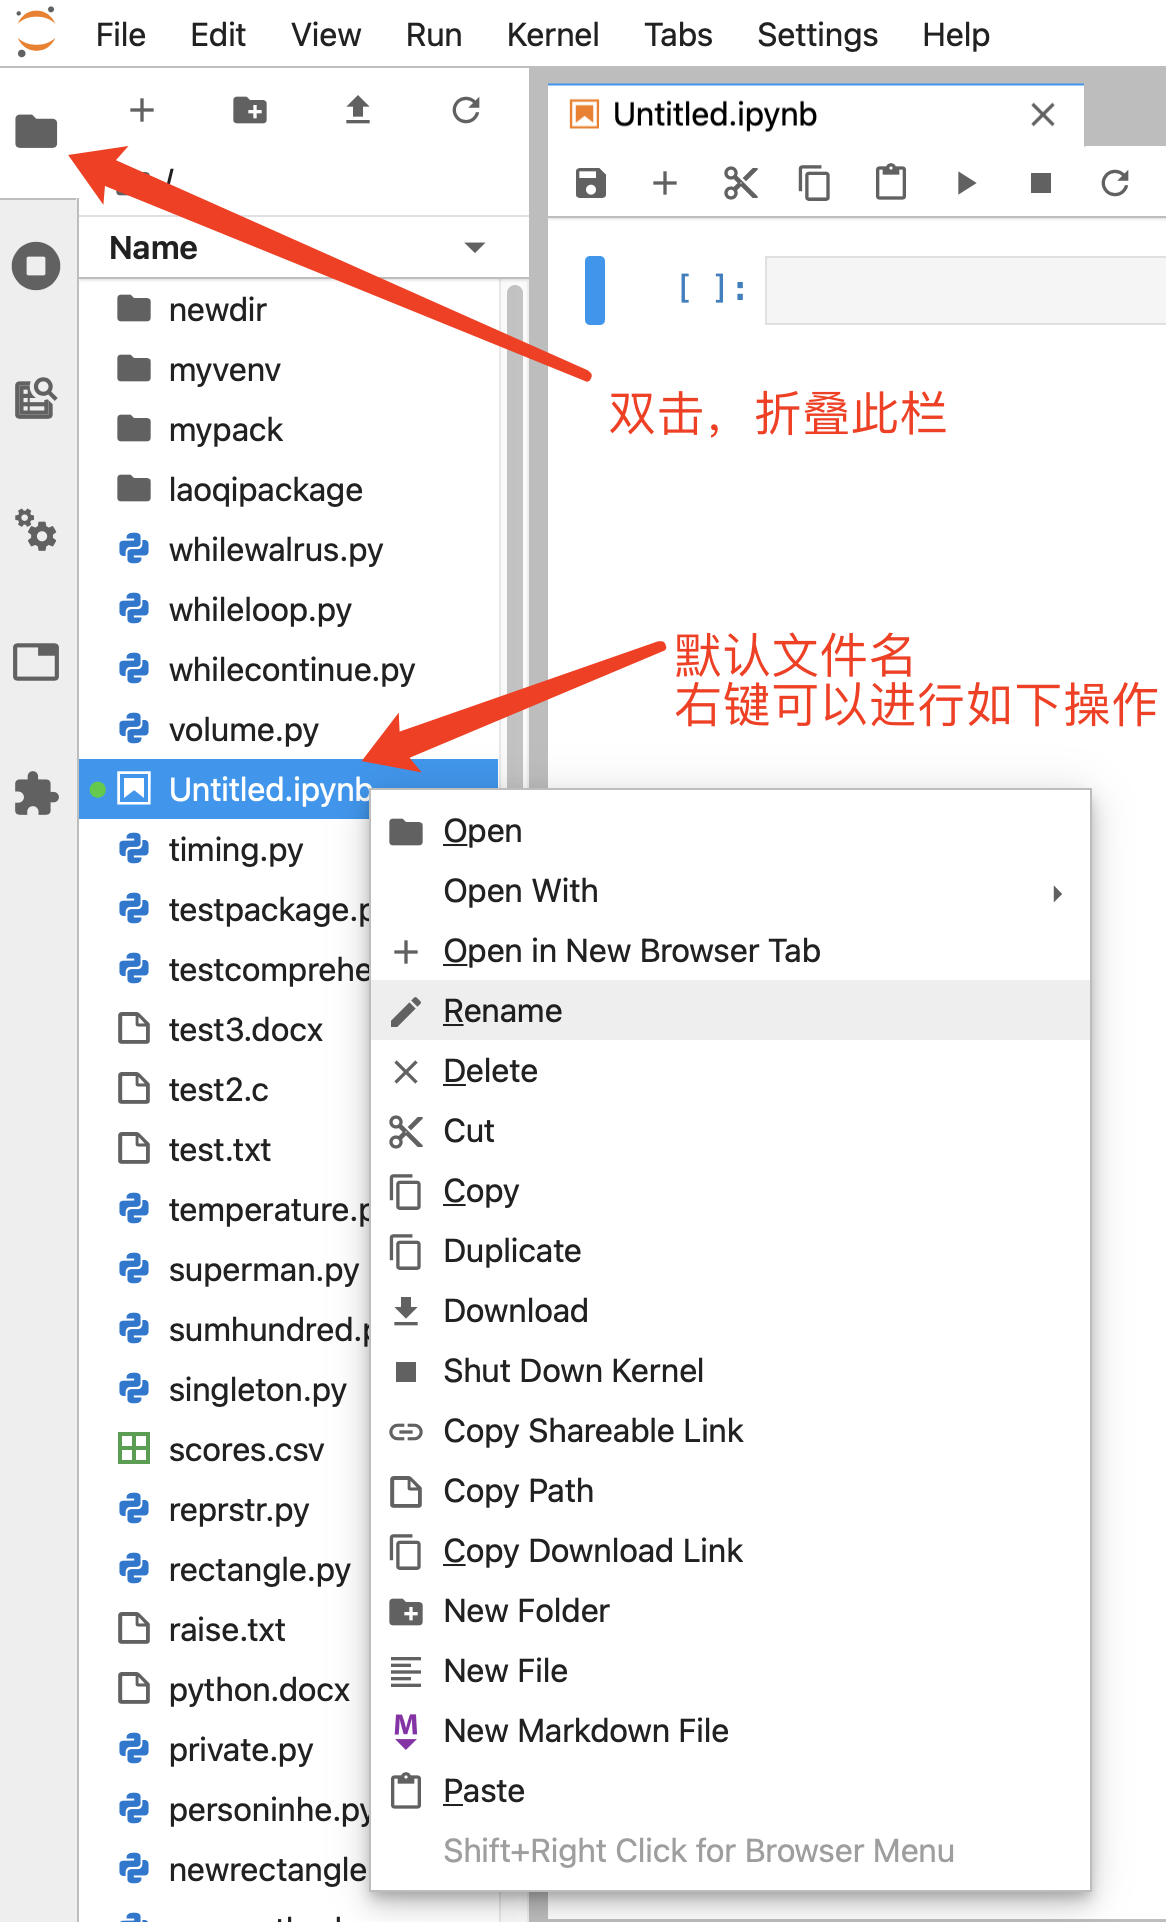 File Edit View Run Kernel Tabs Settings Help
Untitled.ipynb
/
Name
[ ]:
newdir
myvenv
mypack
laoqipackage
whilewalrus.py
whileloop.py
whilecontinue.py
volume.py
Untitled.ipynb
timing.py
testpackage.p
testcomprehe
test3.docx
test2.c
test.txt
temperature.p
superman.py
sumhundred.p
singleton.py
scores.csv
reprstr.py
rectangle.py
raise.txt
python.docx
private.py
personinhe.py
newrectangle
双击，折叠此栏
默认文件名
右键可以进行如下操作
Open
Open With
Open in New Browser Tab
Rename
Delete
Cut
Copy
Duplicate
Download
Shut Down Kernel
Copy Shareable Link
Copy Path
Copy Download Link
New Folder
New File
M New Markdown File
Paste
Shift+Right Click for Browser Menu